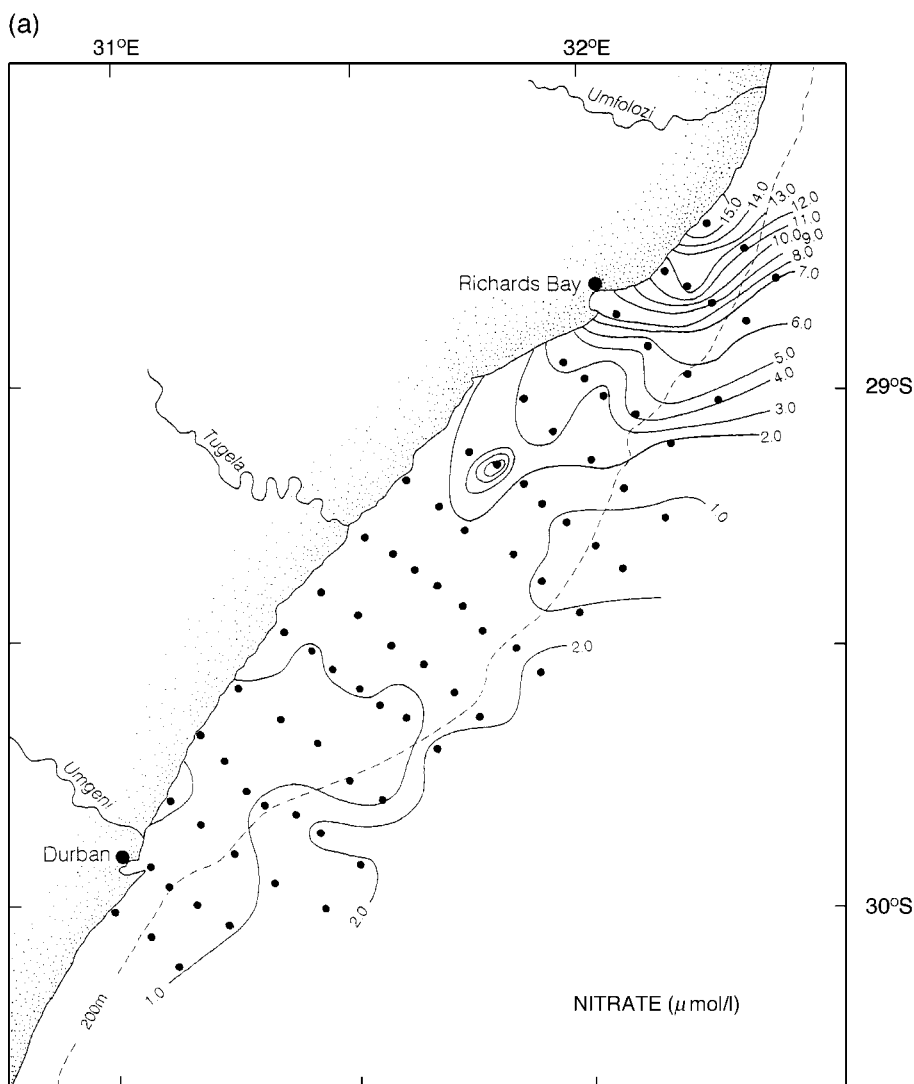 (a)
31°E
32°E
Umfolozi
15.0
14.0
13.0
12.0
11.0
10.0
9.0
8.0
7.0
Richards Bay
6.0
5.0
29°S
4.0
3.0
2.0
Tugela
1.0
2.0
Umgeni
Durban
2.0
30°S
1.0
200m
NITRATE (μ mol/l)